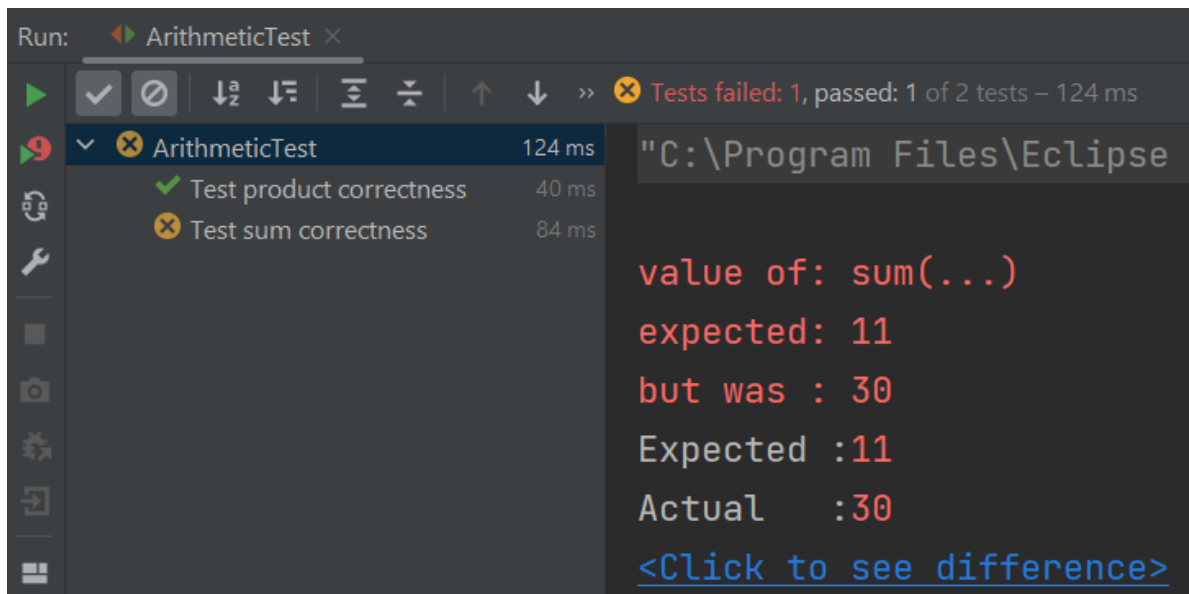 Run: ArithmeticTest
Tests failed: 1, passed: 1 of 2 tests – 124 ms
ArithmeticTest 124 ms
Test product correctness 40 ms
Test sum correctness 84 ms
"C:\Program Files\Eclipse
value of: sum(...)
expected: 11
but was : 30
Expected :11
Actual   :30
<Click to see difference>